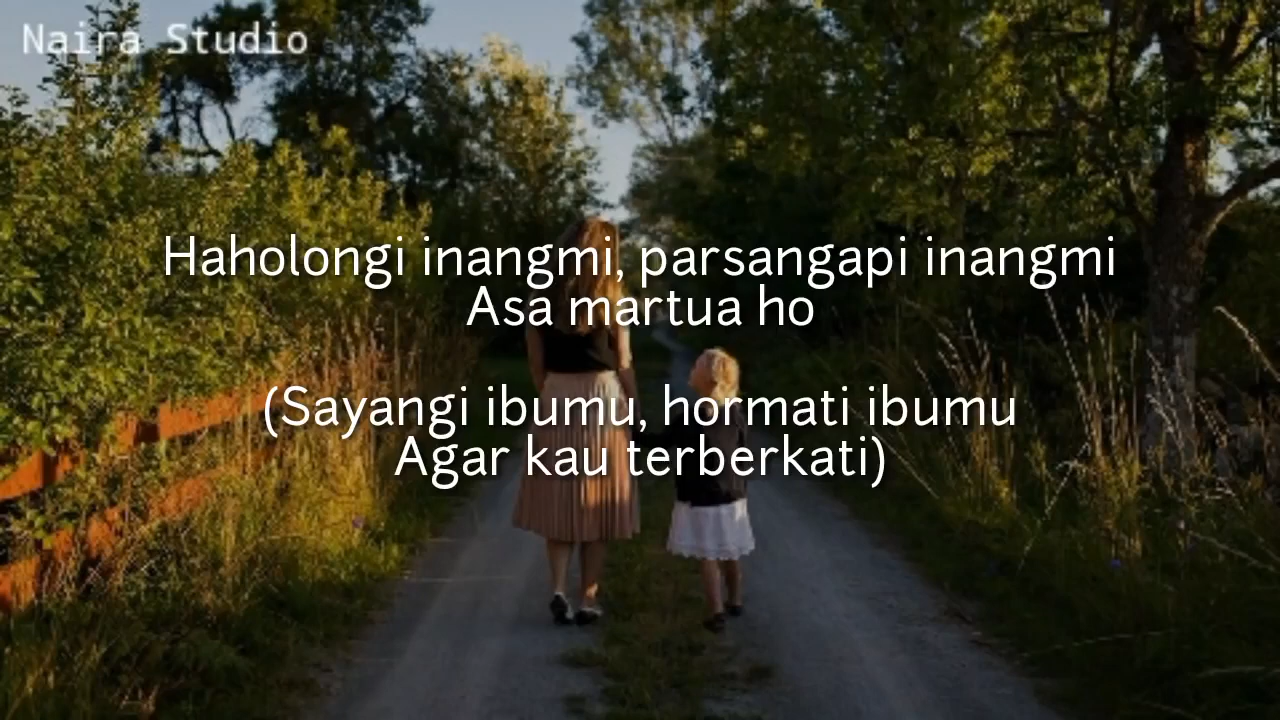 Naira Studio
Haholongi inangmi, parsangapi inangmi
Asa martua ho
(Sayangi ibumu, hormati ibumu
Agar kau terberkati)